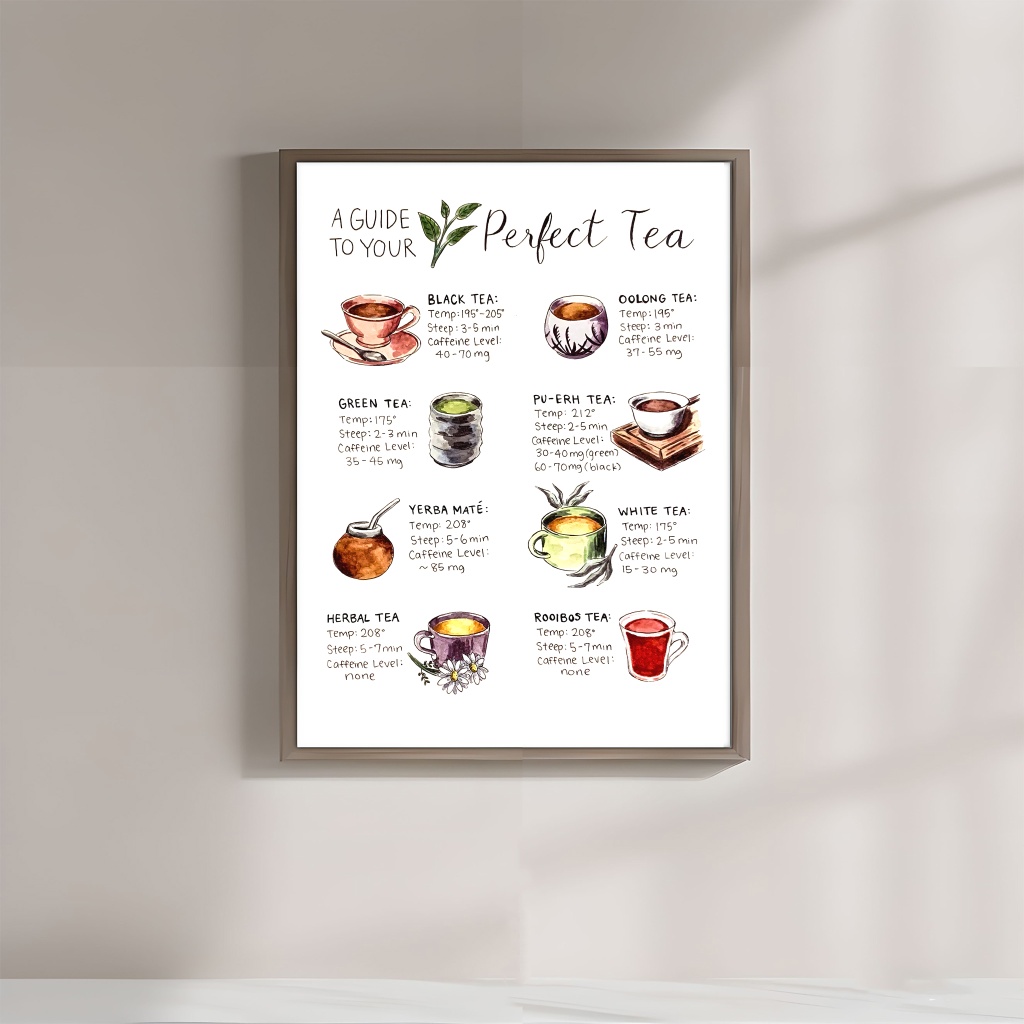 A GUIDE
TO YOUR
Perfect Tea
BLACK TEA:
Temp: 195°-205°
Steep: 3-5 min
Caffeine Level:
40-70 mg
OOLONG TEA:
Temp: 195°
Steep: 3 min
Caffeine Level:
37-55 mg
GREEN TEA:
Temp: 175°
Steep: 2-3 min
Caffeine Level:
35-45 mg
PU-ERH TEA:
Temp: 212°
Steep: 2-5 min
Caffeine Level:
30-40mg (green)
60-70mg (black)
YERBA MATÉ:
Temp: 208°
Steep: 5-6 min
Caffeine Level:
~ 85 mg
WHITE TEA:
Temp: 175°
Steep: 2-5 min
Caffeine Level:
15-30 mg
HERBAL TEA
Temp: 208°
Steep: 5-7 min
Caffeine Level:
none
ROOIBOS TEA:
Temp: 208°
Steep: 5-7 min
Caffeine Level:
none